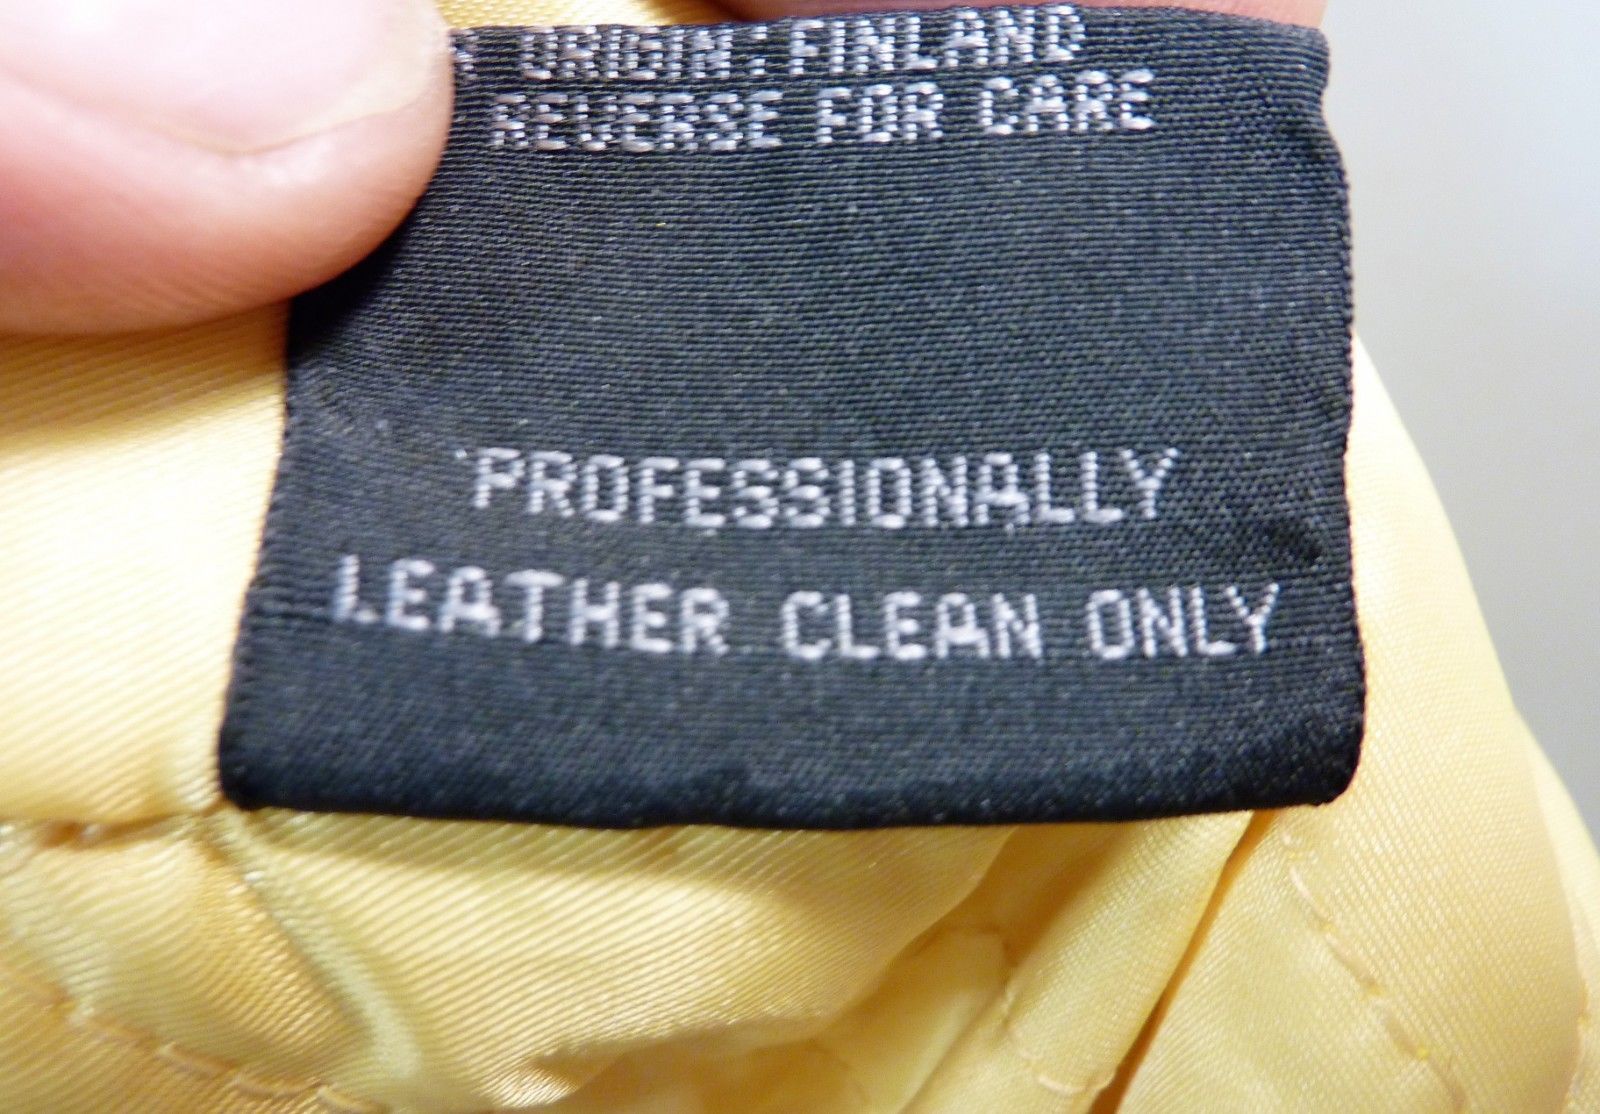 ORIGIN: FINLAND
REVERSE FOR CARE
PROFESSIONALLY
LEATHER CLEAN ONLY